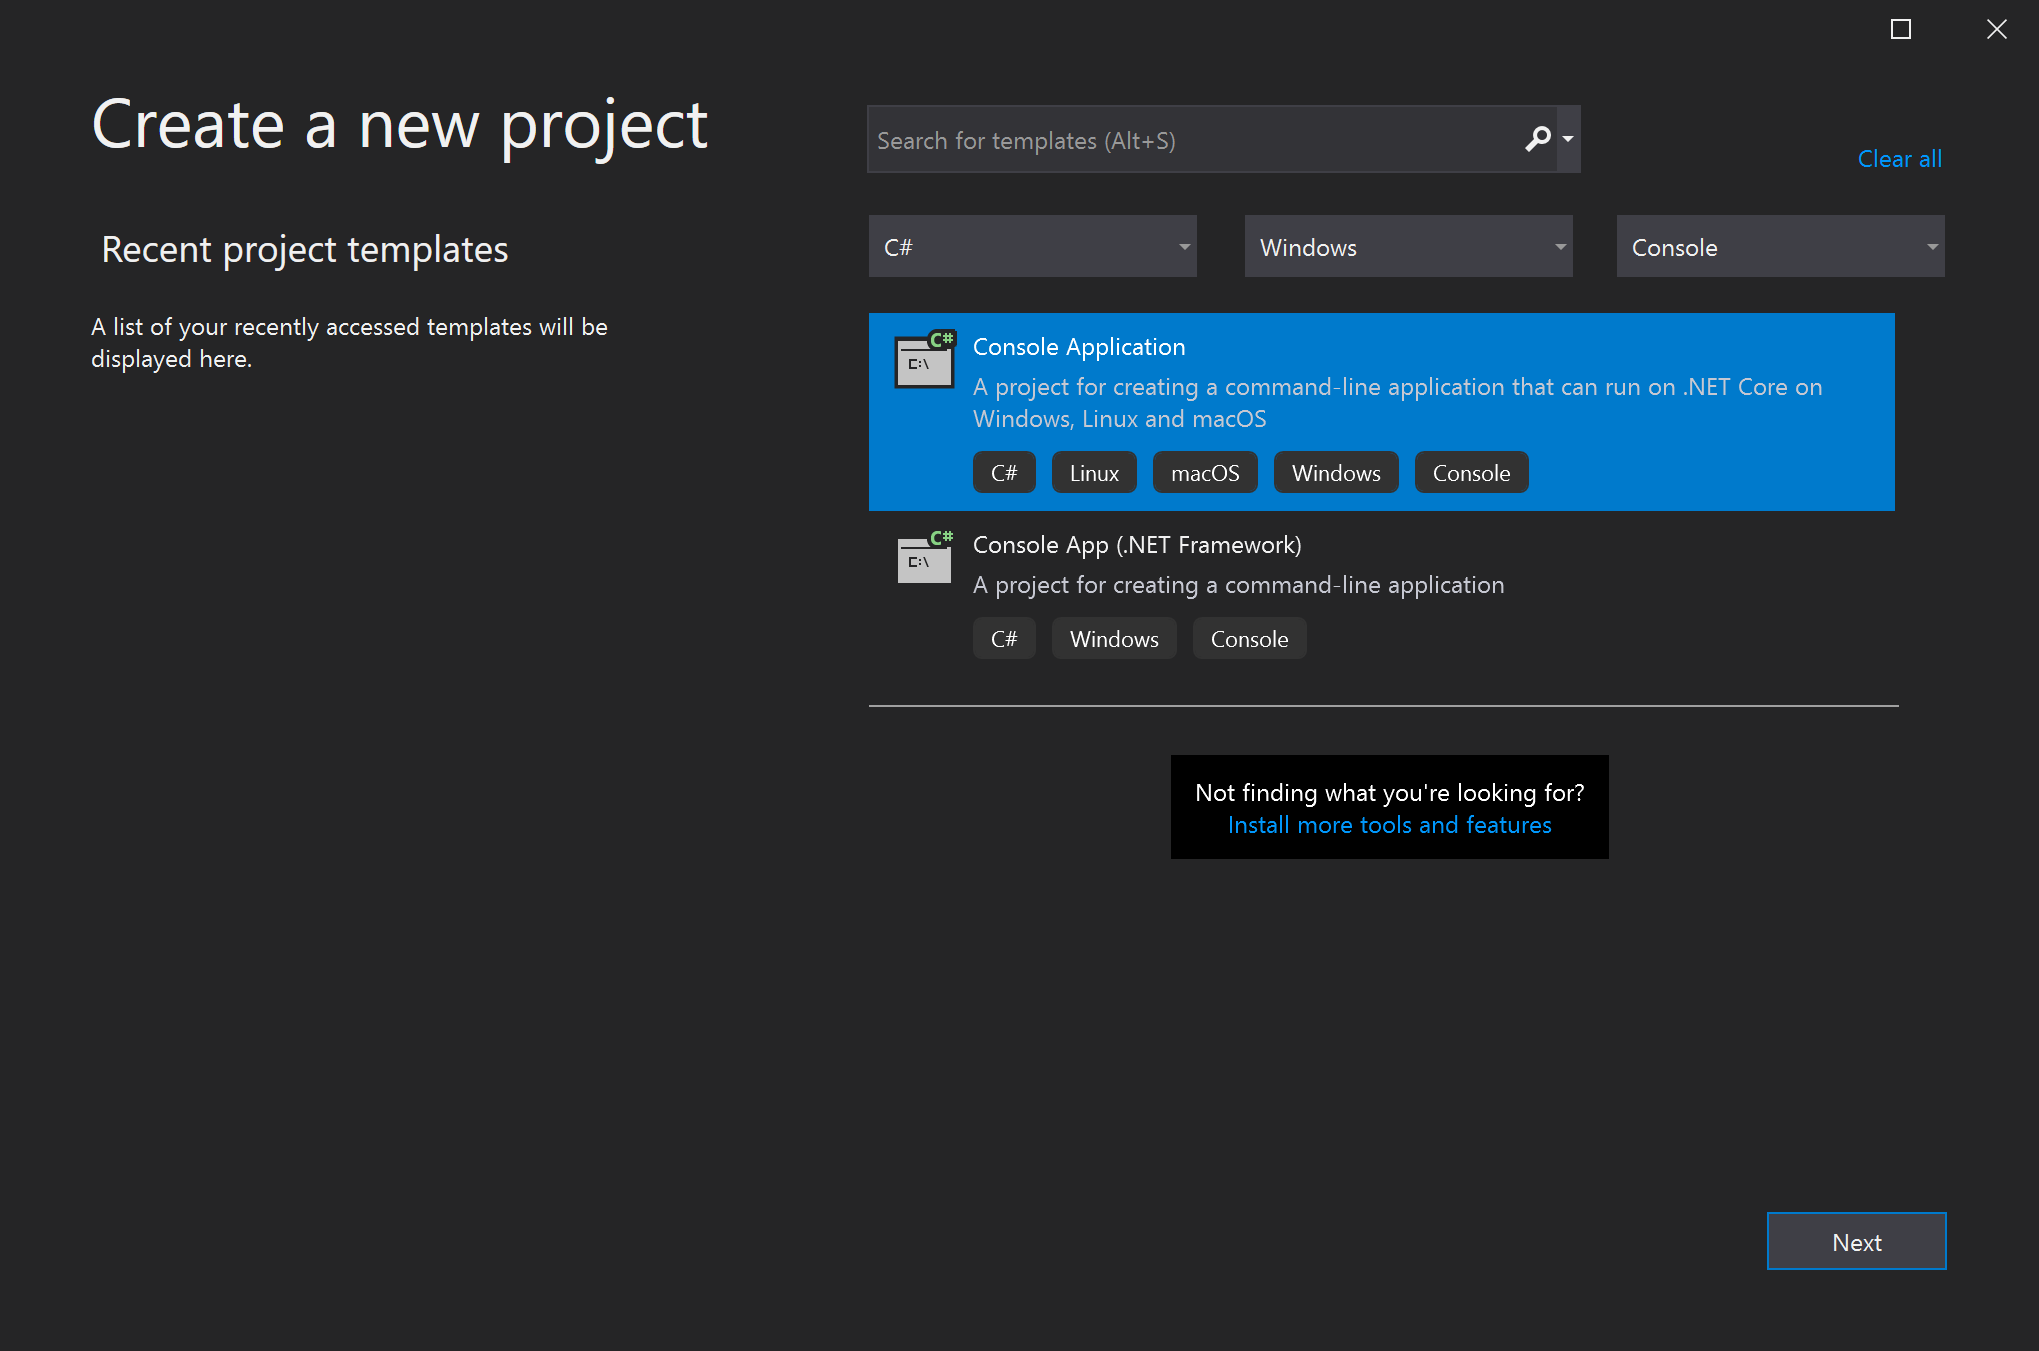 Create a new project
Search for templates (Alt+S)
Clear all
Recent project templates
C#
Windows
Console
A list of your recently accessed templates will be
displayed here.
C#
C:\
Console Application
A project for creating a command-line application that can run on .NET Core on
Windows, Linux and macOS
C#
Linux
macOS
Windows
Console
C#
C:\
Console App (.NET Framework)
A project for creating a command-line application
C#
Windows
Console
Not finding what you're looking for?
Install more tools and features
Next